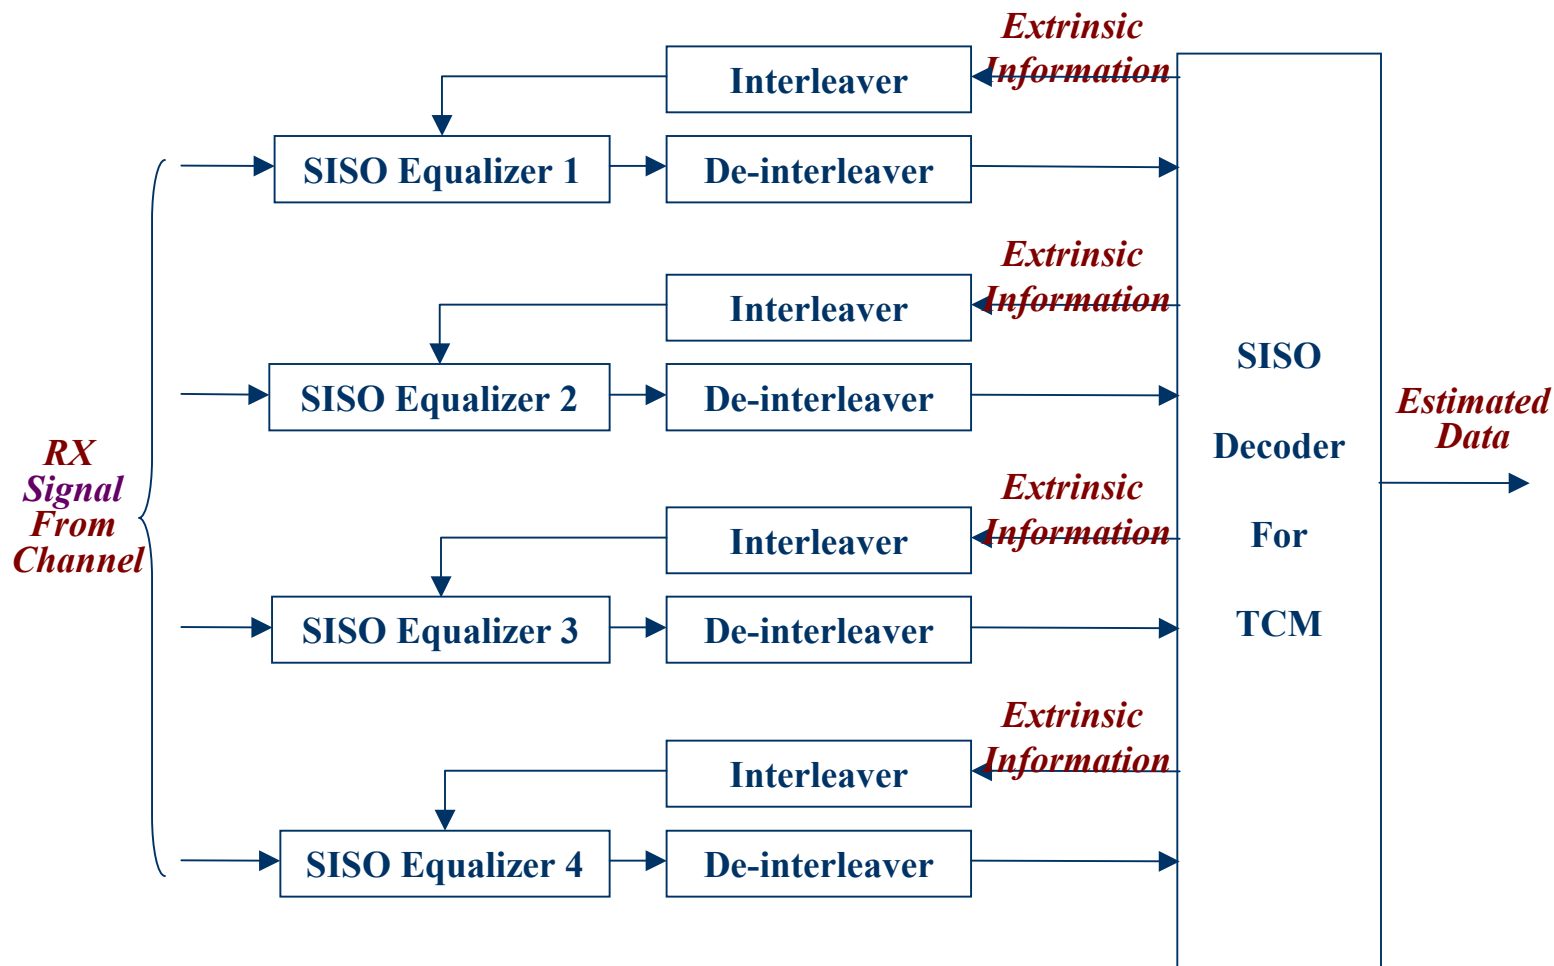 Extrinsic
Information
Interleaver
SISO Equalizer 1
De-interleaver
Extrinsic
Information
Interleaver
SISO Equalizer 2
De-interleaver
RX
Signal
From
Channel
Extrinsic
Information
Interleaver
SISO Equalizer 3
De-interleaver
Extrinsic
Information
Interleaver
SISO Equalizer 4
De-interleaver
SISO
Decoder
For
TCM
Estimated
Data